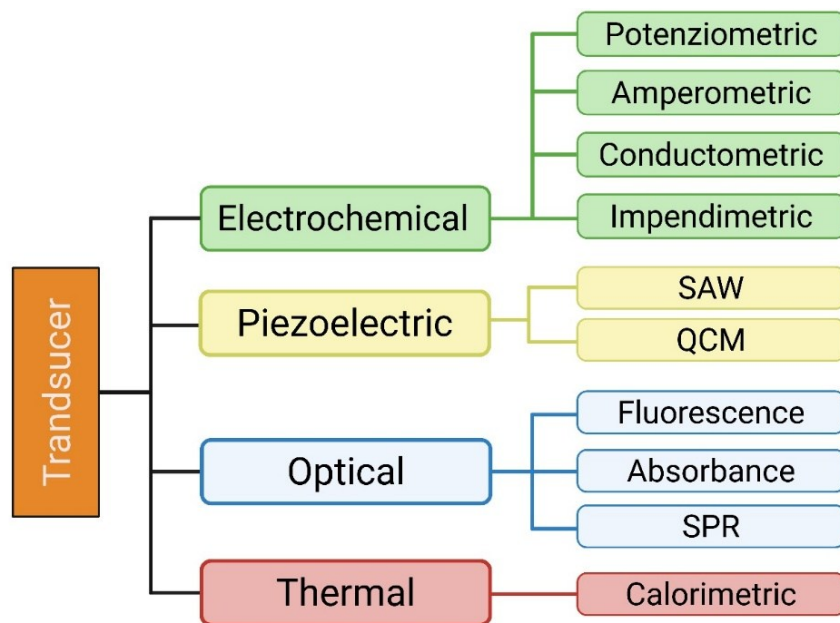 Trandsucer
Electrochemical
Potenziometric
Amperometric
Conductometric
Impendimetric
Piezoelectric
SAW
QCM
Optical
Fluorescence
Absorbance
SPR
Thermal
Calorimetric